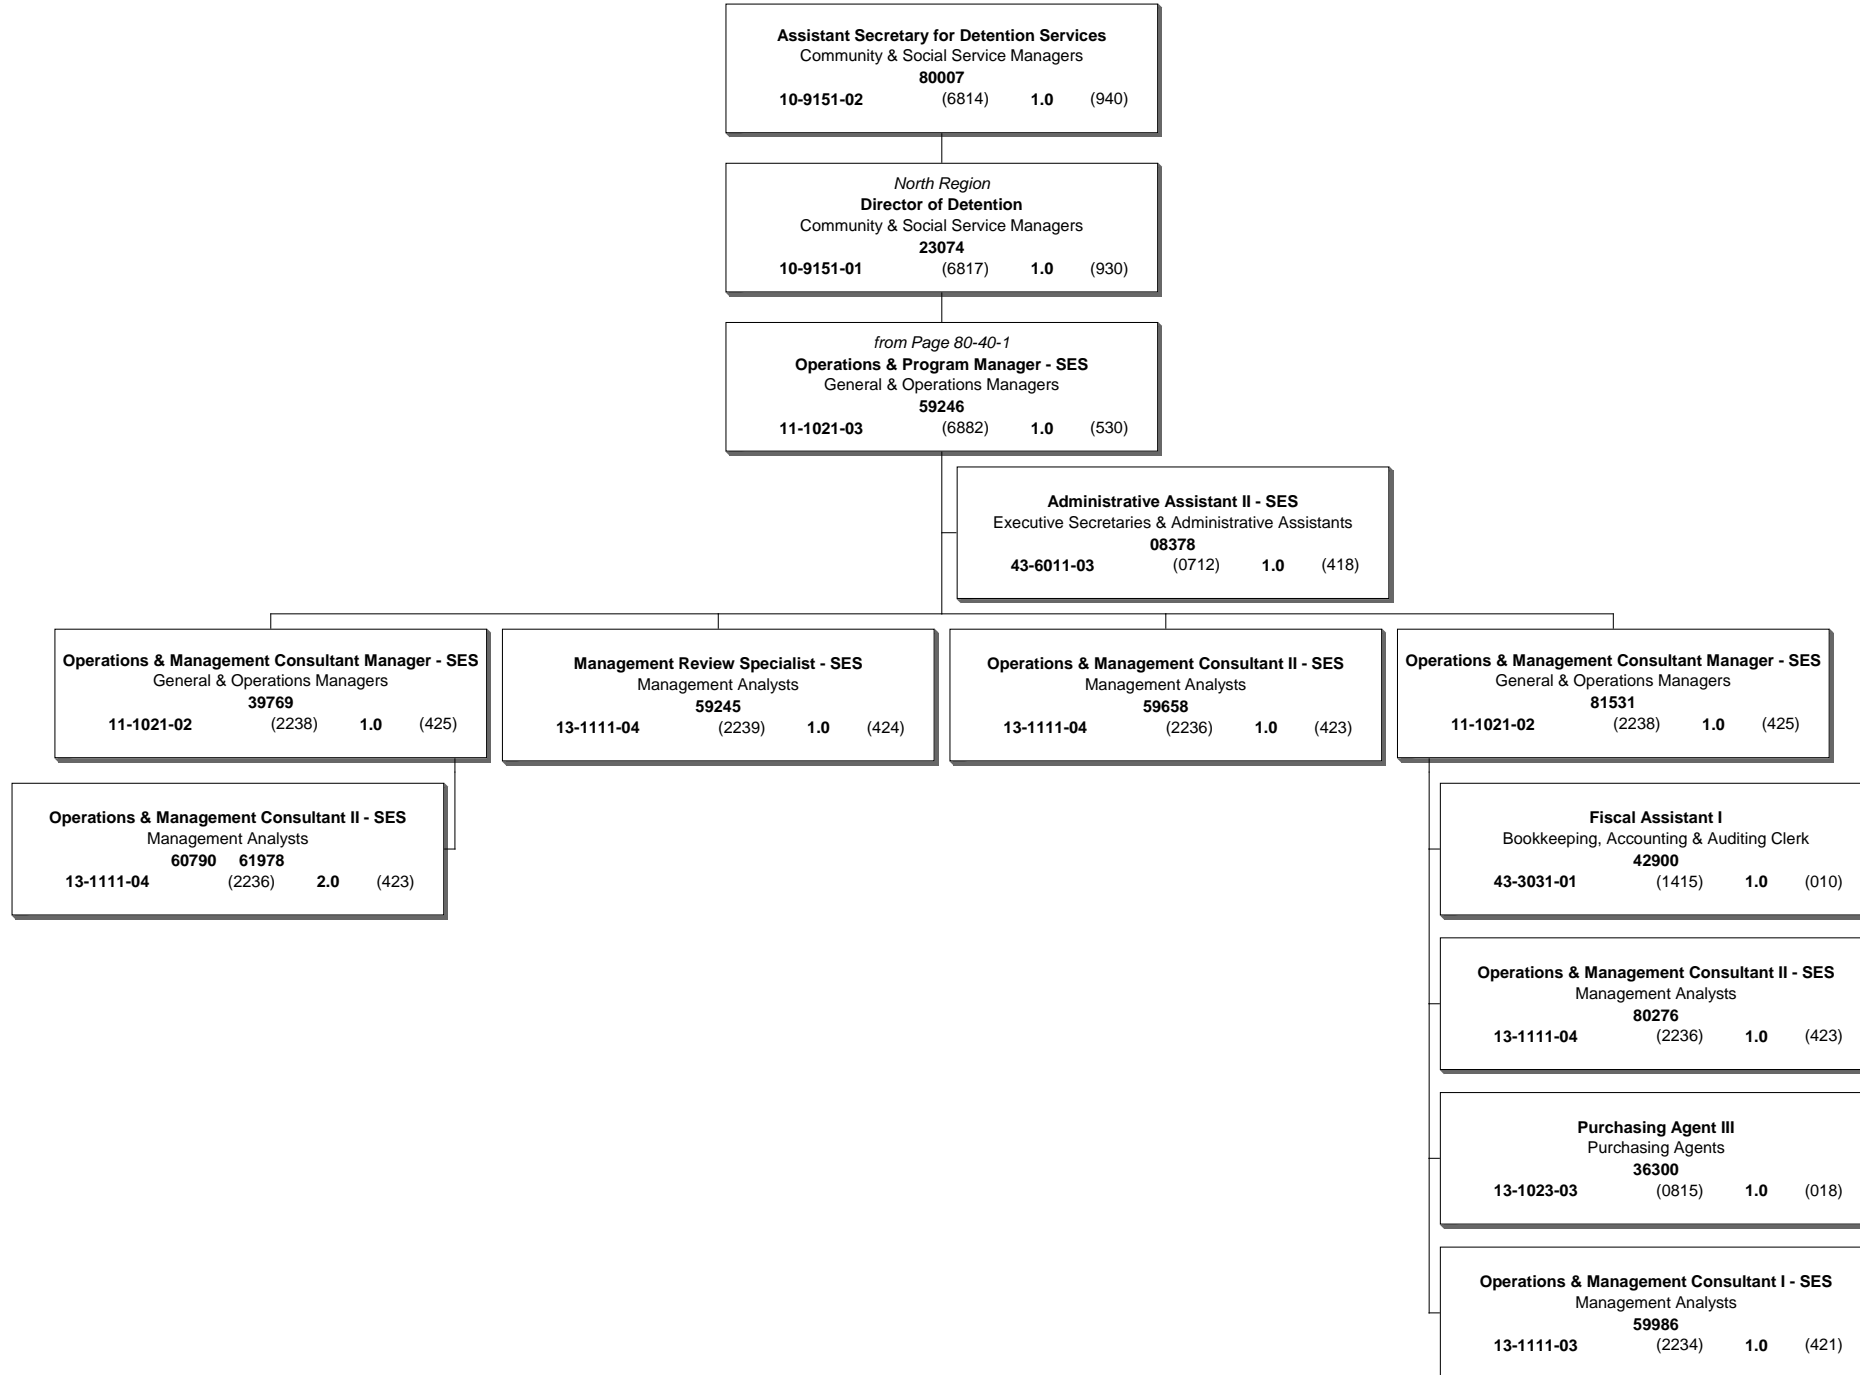 Assistant Secretary for Detention Services
Community & Social Service Managers
80007
10-9151-02 (6814) 1.0 (940)
North Region
Director of Detention
Community & Social Service Managers
23074
10-9151-01 (6817) 1.0 (930)
from Page 80-40-1
Operations & Program Manager - SES
General & Operations Managers
59246
11-1021-03 (6882) 1.0 (530)
Administrative Assistant II - SES
Executive Secretaries & Administrative Assistants
08378
43-6011-03 (0712) 1.0 (418)
Operations & Management Consultant Manager - SES
General & Operations Managers
39769
11-1021-02 (2238) 1.0 (425)
Management Review Specialist - SES
Management Analysts
59245
13-1111-04 (2239) 1.0 (424)
Operations & Management Consultant II - SES
Management Analysts
59658
13-1111-04 (2236) 1.0 (423)
Operations & Management Consultant Manager - SES
General & Operations Managers
81531
11-1021-02 (2238) 1.0 (425)
Operations & Management Consultant II - SES
Management Analysts
60790 61978
13-1111-04 (2236) 2.0 (423)
Fiscal Assistant I
Bookkeeping, Accounting & Auditing Clerk
42900
43-3031-01 (1415) 1.0 (010)
Operations & Management Consultant II - SES
Management Analysts
80276
13-1111-04 (2236) 1.0 (423)
Purchasing Agent III
Purchasing Agents
36300
13-1023-03 (0815) 1.0 (018)
Operations & Management Consultant I - SES
Management Analysts
59986
13-1111-03 (2234) 1.0 (421)